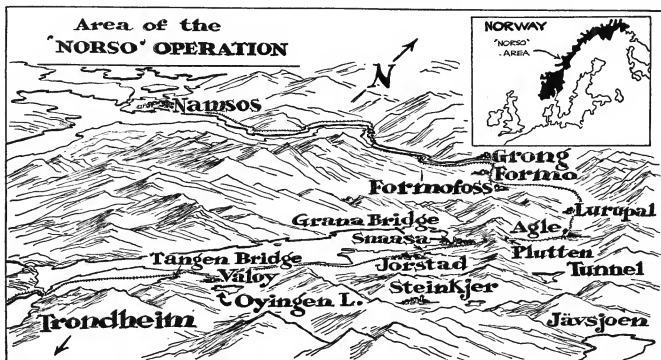 Area of the
"NORSO" OPERATION
NORWAY
"NORSO"
AREA
N
Namsos
Grong
Formo
Formofoss
Lurupal
Grana Bridge
Snaasa
Agle
Plutten
Tunnel
Tangen Bridge
Jorstad
Valoy
Steinkjer
Oyingen L.
Trondheim
Jävsjoen